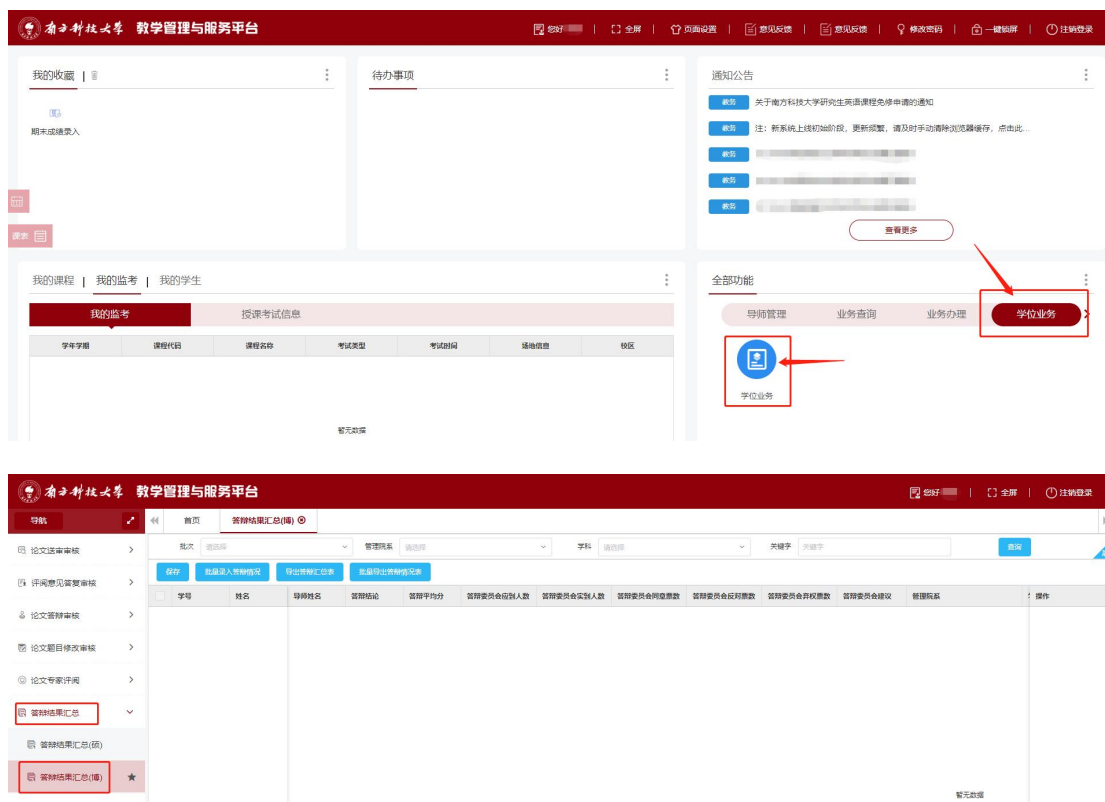 南方科技大学 教学管理与服务平台 您好 全屏 页面设置 意见反馈 意见反馈 修改密码 一键锁屏 注销登录
我的收藏
期末成绩录入
课表
待办事项
通知公告
教务 关于南方科技大学研究生英语课程免修申请的通知
教务 注：新系统上线初始阶段，更新频繁，请及时手动清除浏览器缓存，点击此...
教务
教务
教务
查看更多
我的课程 | 我的监考 | 我的学生
我的监考 授课考试信息
学年学期 课程代码 课程名称 考试类型 考试时间 场地信息 校区
暂无数据
全部功能
导师管理 业务查询 业务办理 学位业务
学位业务
南方科技大学 教学管理与服务平台 您好 全屏 注销登录
导航 首页 答辩结果汇总(博)
论文送审审核
评阅意见答复审核
论文答辩审核
论文题目修改审核
论文专家评阅
答辩结果汇总
答辩结果汇总(硕)
答辩结果汇总(博)
批次 请选择 管理院系 请选择 学科 请选择 关键字 关键字 查询
保存 批量录入答辩情况 导出答辩汇总表 批量导出答辩情况表
学号 姓名 导师姓名 答辩结论 答辩平均分 答辩委员会应到人数 答辩委员会实到人数 答辩委员会同意票数 答辩委员会反对票数 答辩委员会弃权票数 答辩委员会建议 管理院系 操作
暂无数据